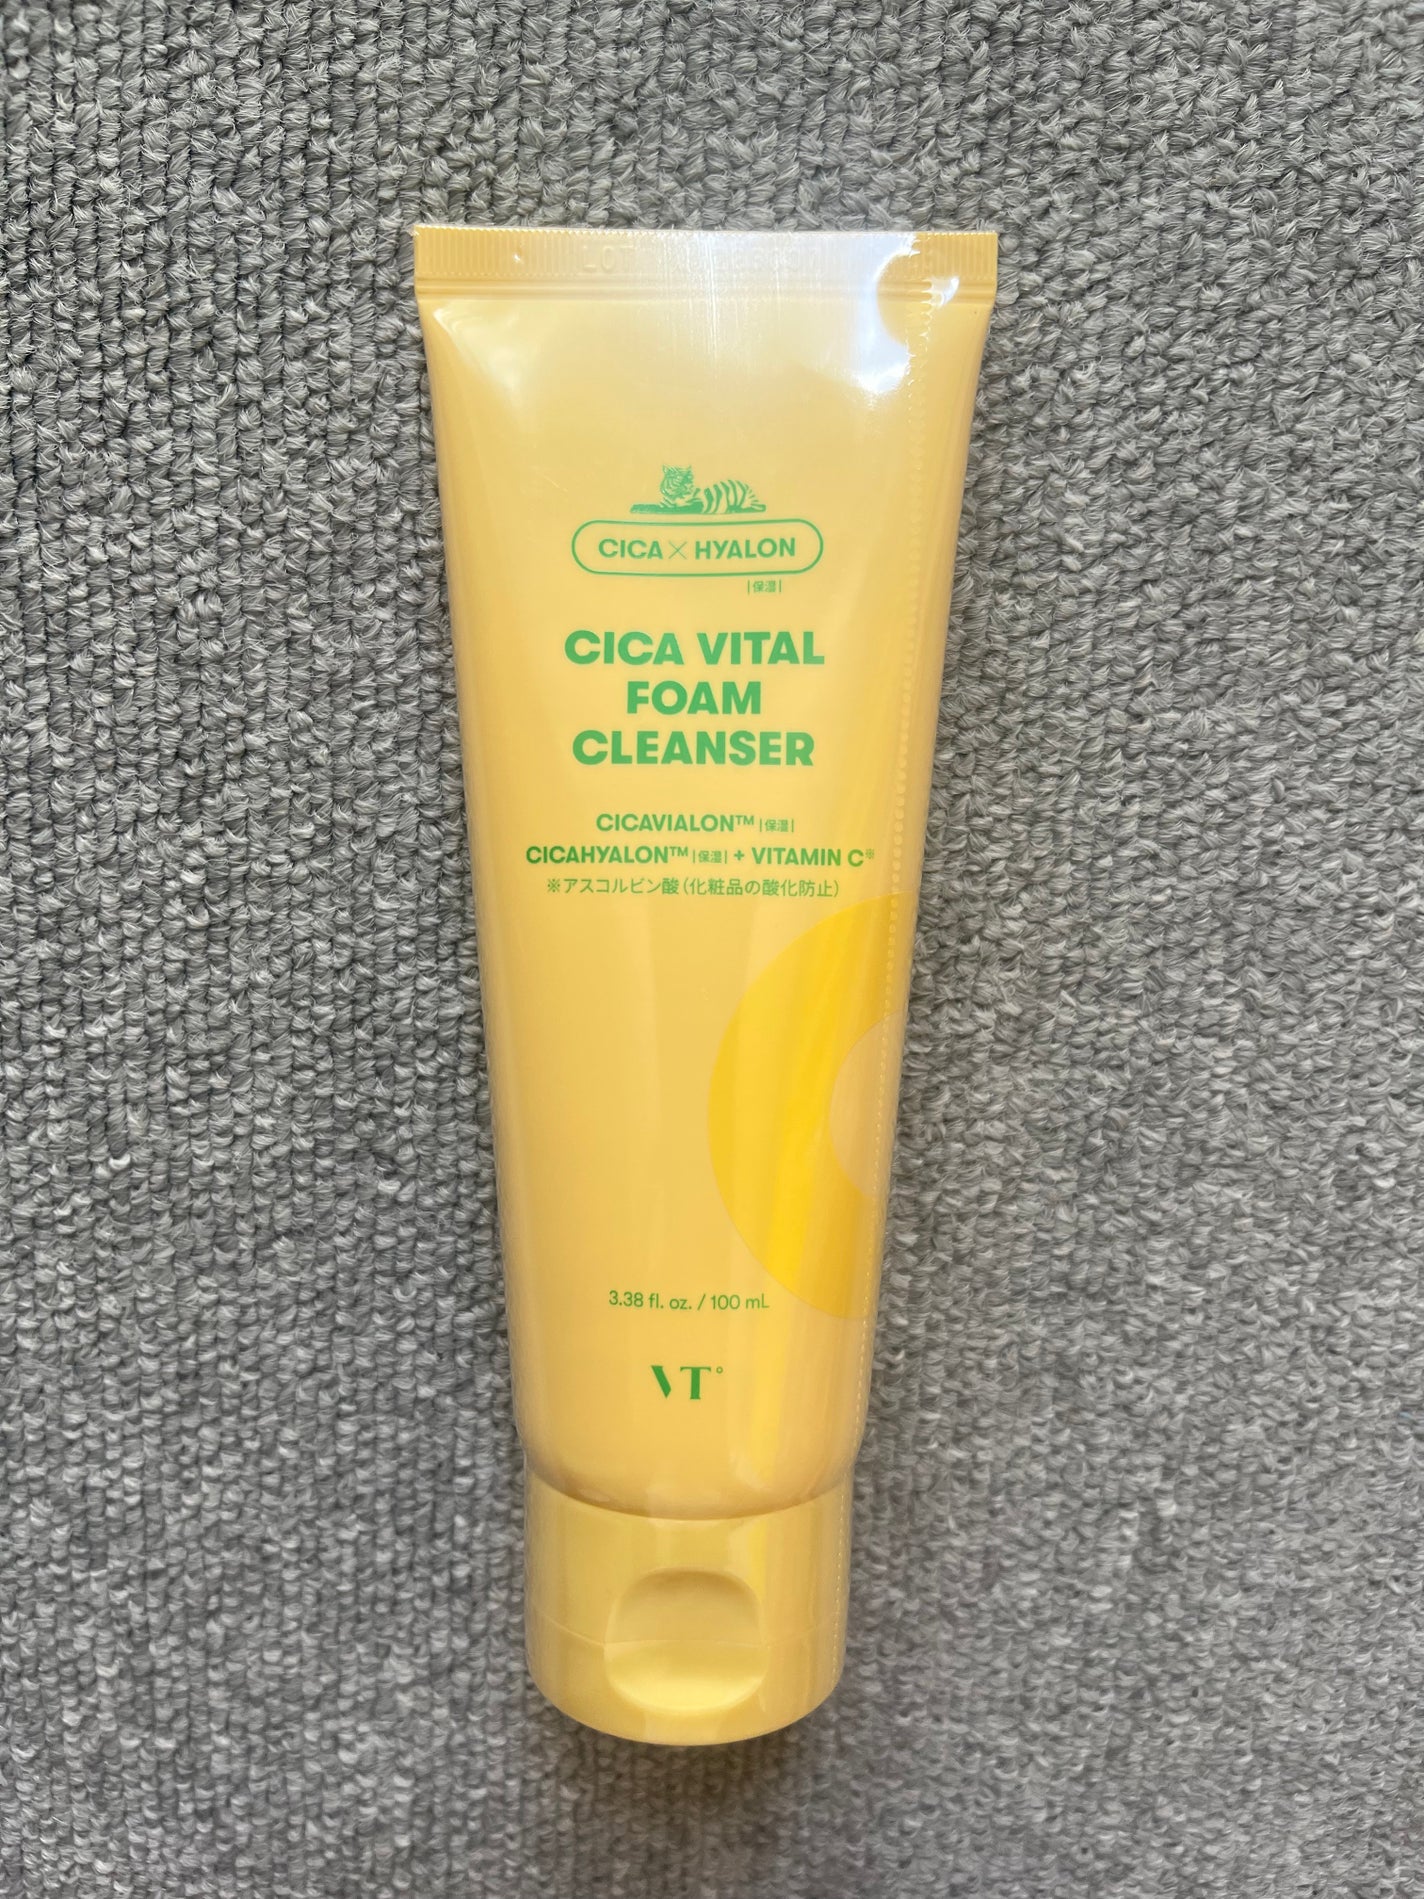 CICA×HYALON
|保湿|
CICA VITAL
FOAM
CLEANSER
CICAVIALON™ |保湿|
CICAHYALON™ |保湿| + VITAMIN C※
※アスコルビン酸（化粧品の酸化防止）
3.38 fl. oz. / 100 mL
VT°